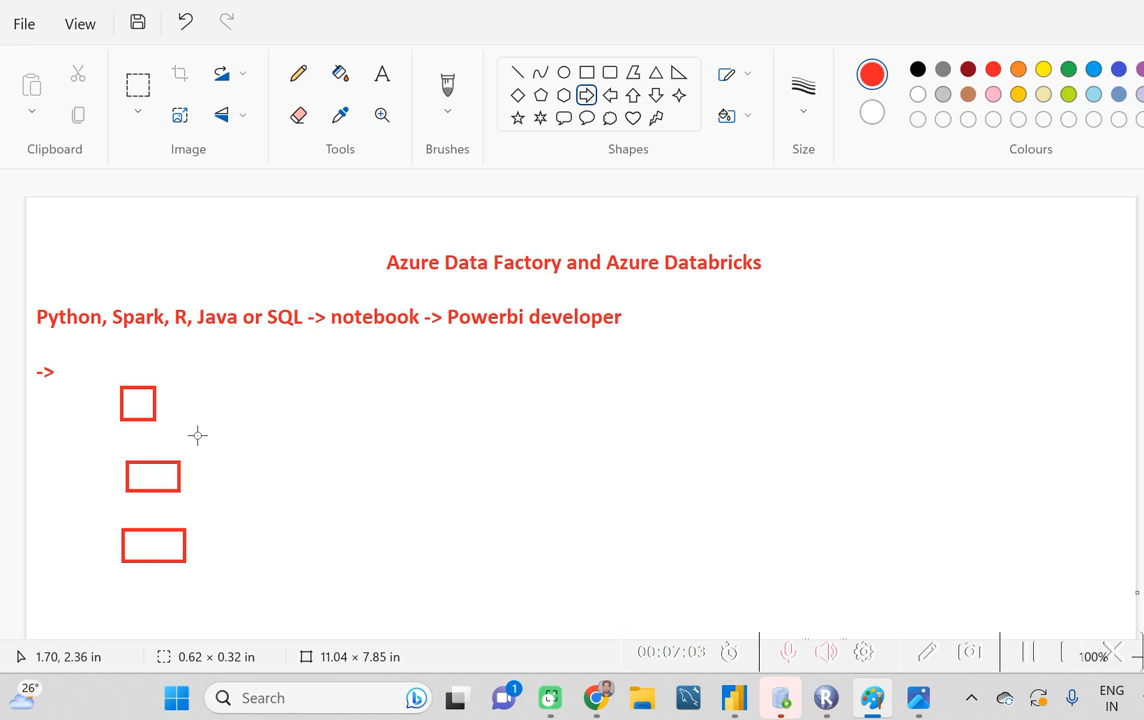 File View
Clipboard Image Tools Brushes Shapes Size Colours
Azure Data Factory and Azure Databricks
Python, Spark, R, Java or SQL -> notebook -> Powerbi developer
->
1.70, 2.36 in 0.62 × 0.32 in 11.04 × 7.85 in 00:07:03 100%
26° Search 1 ENG
IN